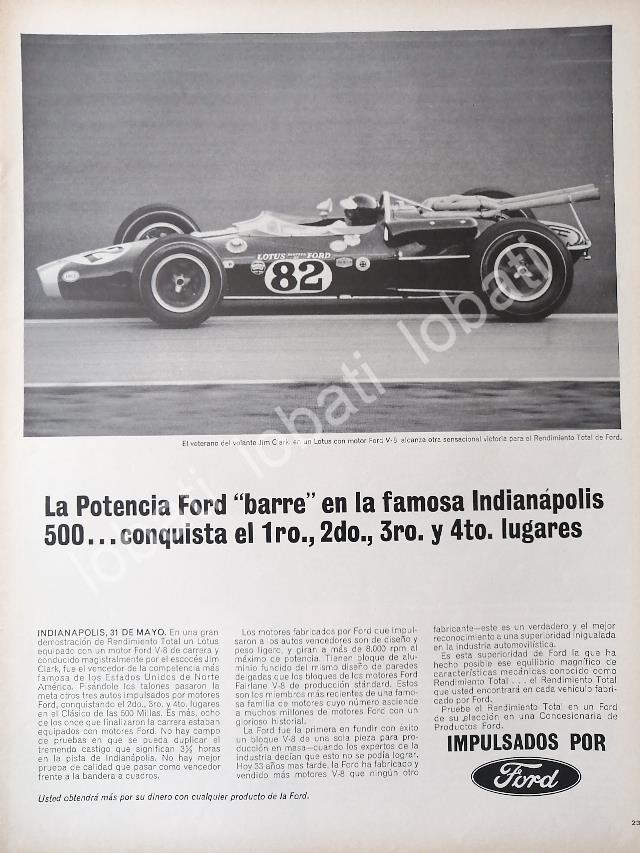 LOTUS POWERED BY FORD
82
El veterano del volante Jim Clark, en un Lotus con motor Ford V-8, alcanza otra sensacional victoria para el Rendimiento Total de Ford.
La Potencia Ford “barre” en la famosa Indianápolis
500...conquista el 1ro., 2do., 3ro. y 4to. lugares
INDIANAPOLIS, 31 DE MAYO. En una gran
demostración de Rendimiento Total un Lotus
equipado con un motor Ford V-8 de carrera y
conducido magistralmente por el escocés Jim
Clark, fue el vencedor de la competencia más
famosa de los Estados Unidos de Norte
América. Pisándole los talones pasaron la
meta otros tres autos impulsados por motores
Ford, conquistando el 2do., 3ro. y 4to. lugares
en el Clásico de las 500 Millas. Es más, ocho
de los once que finalizaron la carrera estaban
equipados con motores Ford. No hay campo
de pruebas en que se pueda duplicar el
tremendo castigo que significan 3½ horas
en la pista de Indianápolis. No hay mejor
prueba de calidad que pasar como vencedor
frente a la bandera a cuadros.
Los motores fabricados por Ford que impul-
saron a los autos vencedores son de diseño y
peso ligero, y giran a más de 8.000 rpm al
máximo de potencia. Tienen bloque de alu-
minio fundido del mismo diseño de paredes
delgadas que los bloques de los motores Ford
Fairlane V-8 de producción stándard. Estos
son los miembros más recientes de una famo-
sa familia de motores cuyo número asciende
a muchos millones de motores Ford con un
glorioso historial.
La Ford fue la primera en fundir con éxito
un bloque V-8 de una sola pieza para pro-
ducción en masa—cuando los expertos de la
industria decían que esto no se podía lograr.
Hoy 33 años mas tarde, la Ford ha fabricado y
vendido más motores V-8 que ningún otro
fabricante—este es un verdadero y el mejor
reconocimiento a una superioridad inigualada
en la industria automovilística.
Es esta superioridad de Ford la que ha
hecho posible ese equilibrio magnífico de
características mecánicas conocido como
Rendimiento Total...el Rendimiento Total
que usted encontrará en cada vehículo fabri-
cado por Ford.
Pruebe el Rendimiento Total en un Ford
de su elección en una Concesionaria de
Productos Ford.
IMPULSADOS POR
Ford
Usted obtendrá más por su dinero con cualquier producto de la Ford.
23
lobati lobati lobati lobati